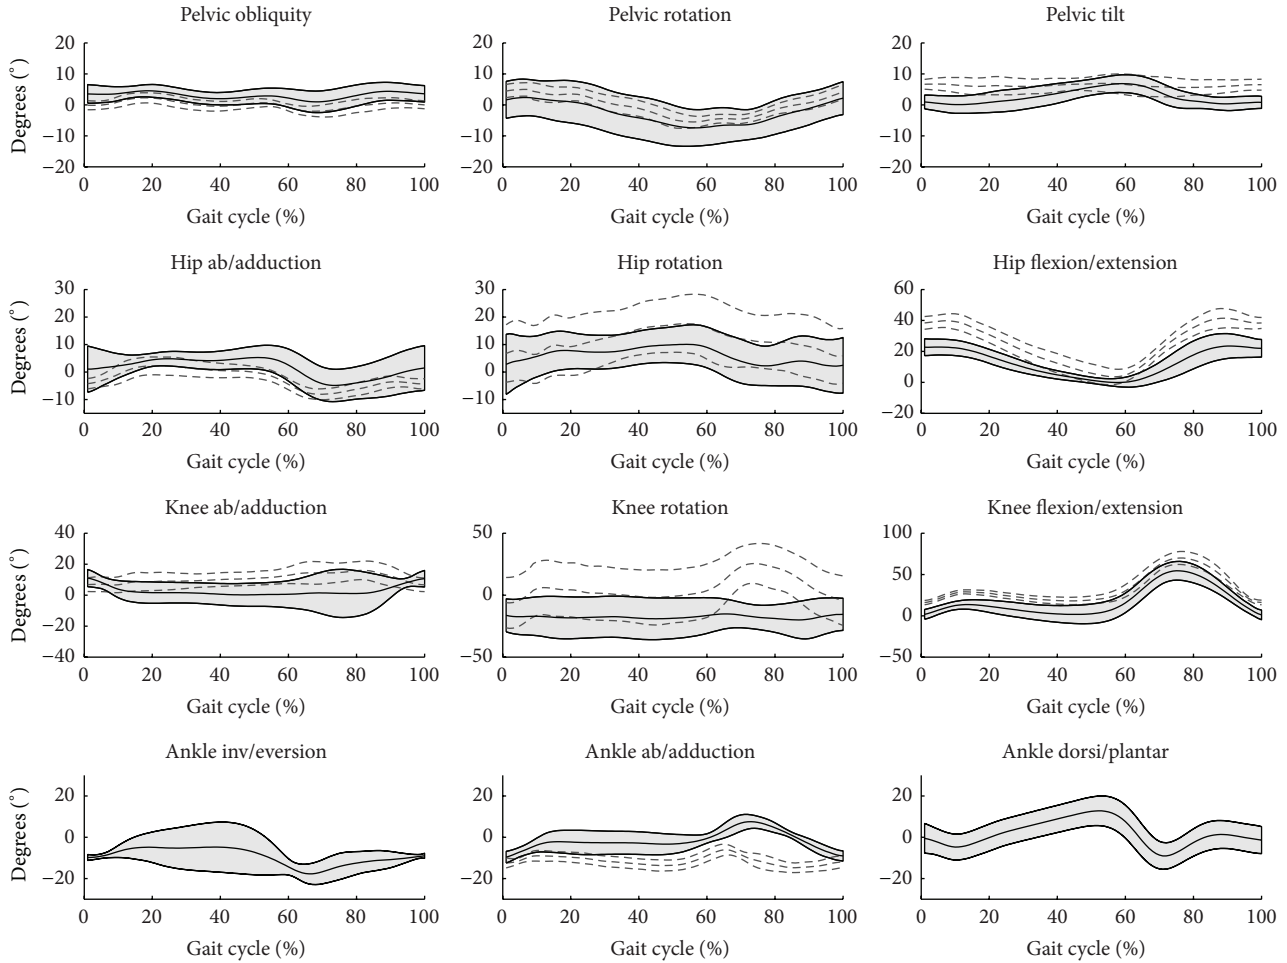 Pelvic obliquity Pelvic rotation Pelvic tilt
20 20 20
10 10 10
0 0 0
−10 −10 −10
−20 −20 −20
0 20 40 60 80 100 0 20 40 60 80 100 0 20 40 60 80 100
Degrees (°)
Gait cycle (%) Gait cycle (%) Gait cycle (%)
Hip ab/adduction Hip rotation Hip flexion/extension
30 30 60
20 20 40
10 10 20
0 0 0
−10 −10 −20
0 20 40 60 80 100 0 20 40 60 80 100 0 20 40 60 80 100
Degrees (°)
Gait cycle (%) Gait cycle (%) Gait cycle (%)
Knee ab/adduction Knee rotation Knee flexion/extension
40 50 100
20 50
0 0 0
−20
−40 −50 −50
0 20 40 60 80 100 0 20 40 60 80 100 0 20 40 60 80 100
Degrees (°)
Gait cycle (%) Gait cycle (%) Gait cycle (%)
Ankle inv/eversion Ankle ab/adduction Ankle dorsi/plantar
20 20 20
0 0 0
−20 −20 −20
0 20 40 60 80 100 0 20 40 60 80 100 0 20 40 60 80 100
Degrees (°)
Gait cycle (%) Gait cycle (%) Gait cycle (%)